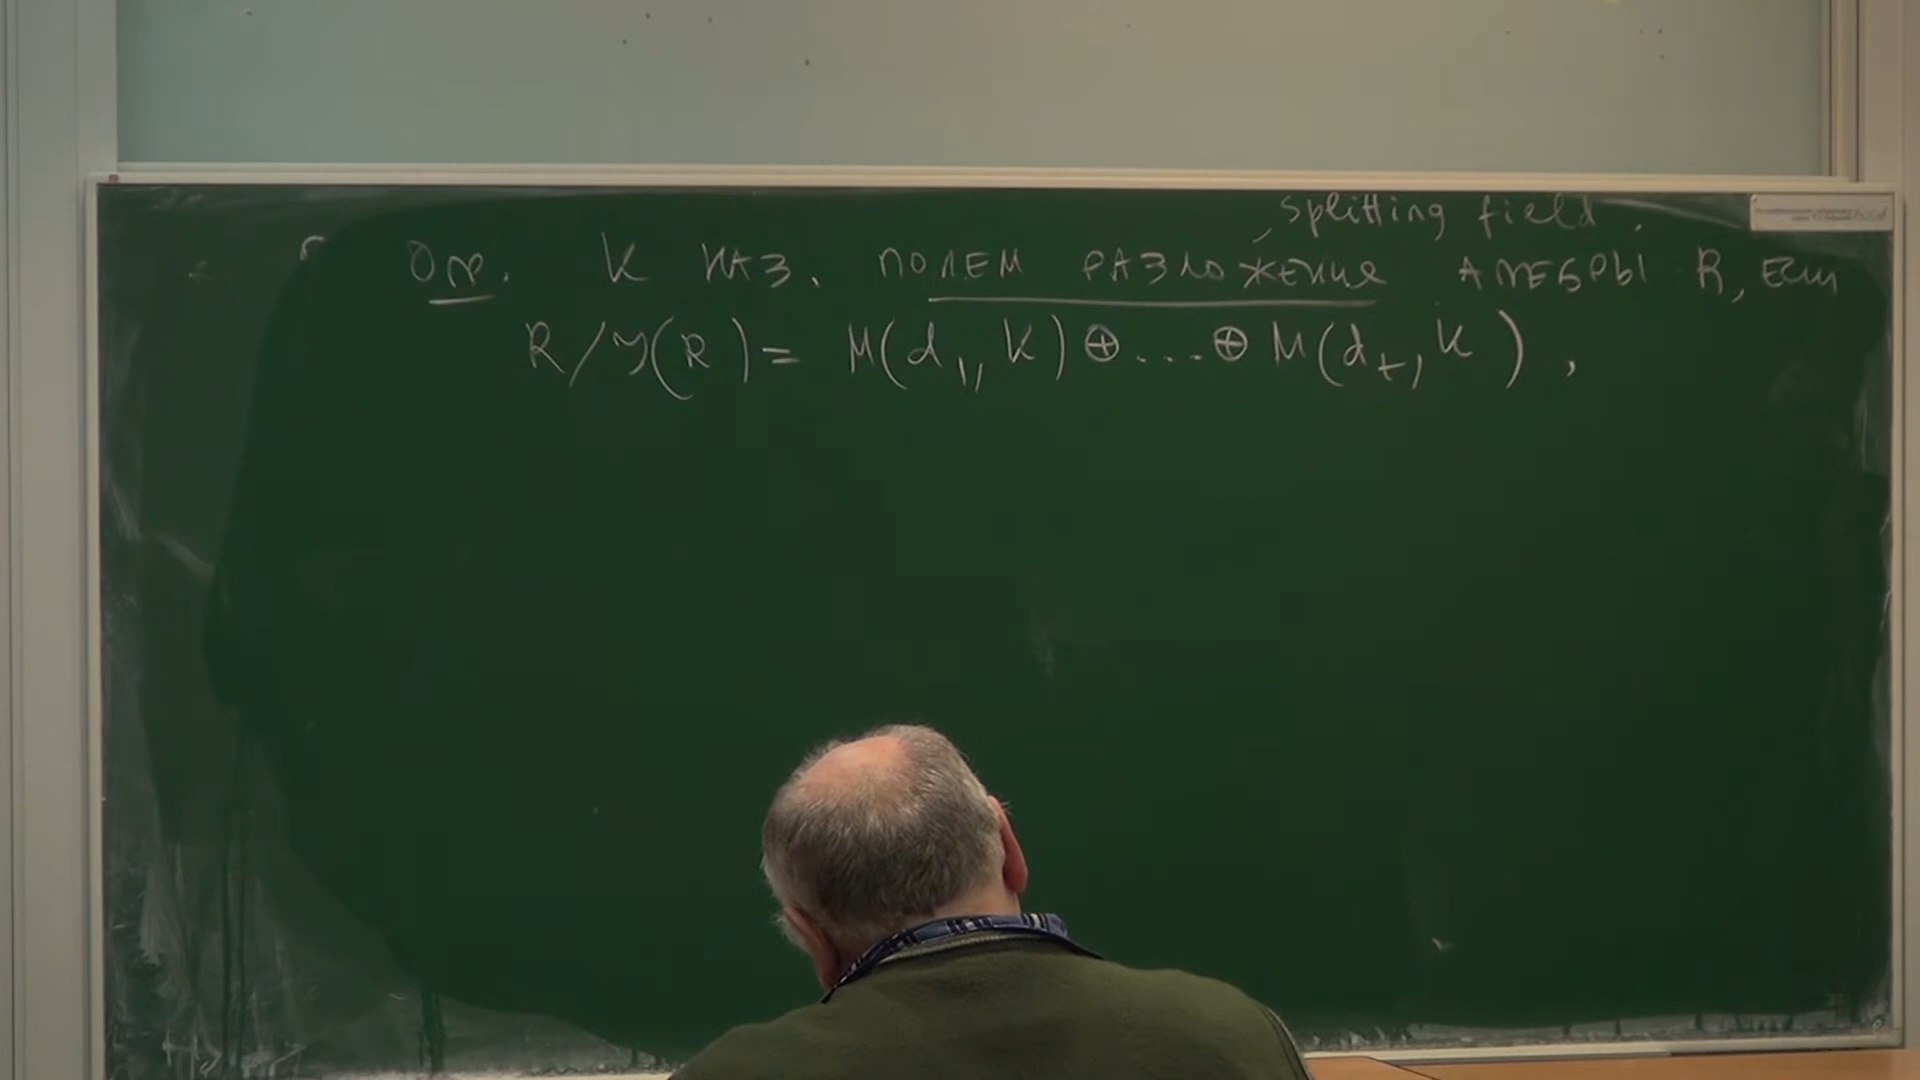 splitting field.
Опр. K наз. полем разложения алгебры R, если
R/J(R) = M(d₁, K) ⊕ ... ⊕ M(dₜ, K),